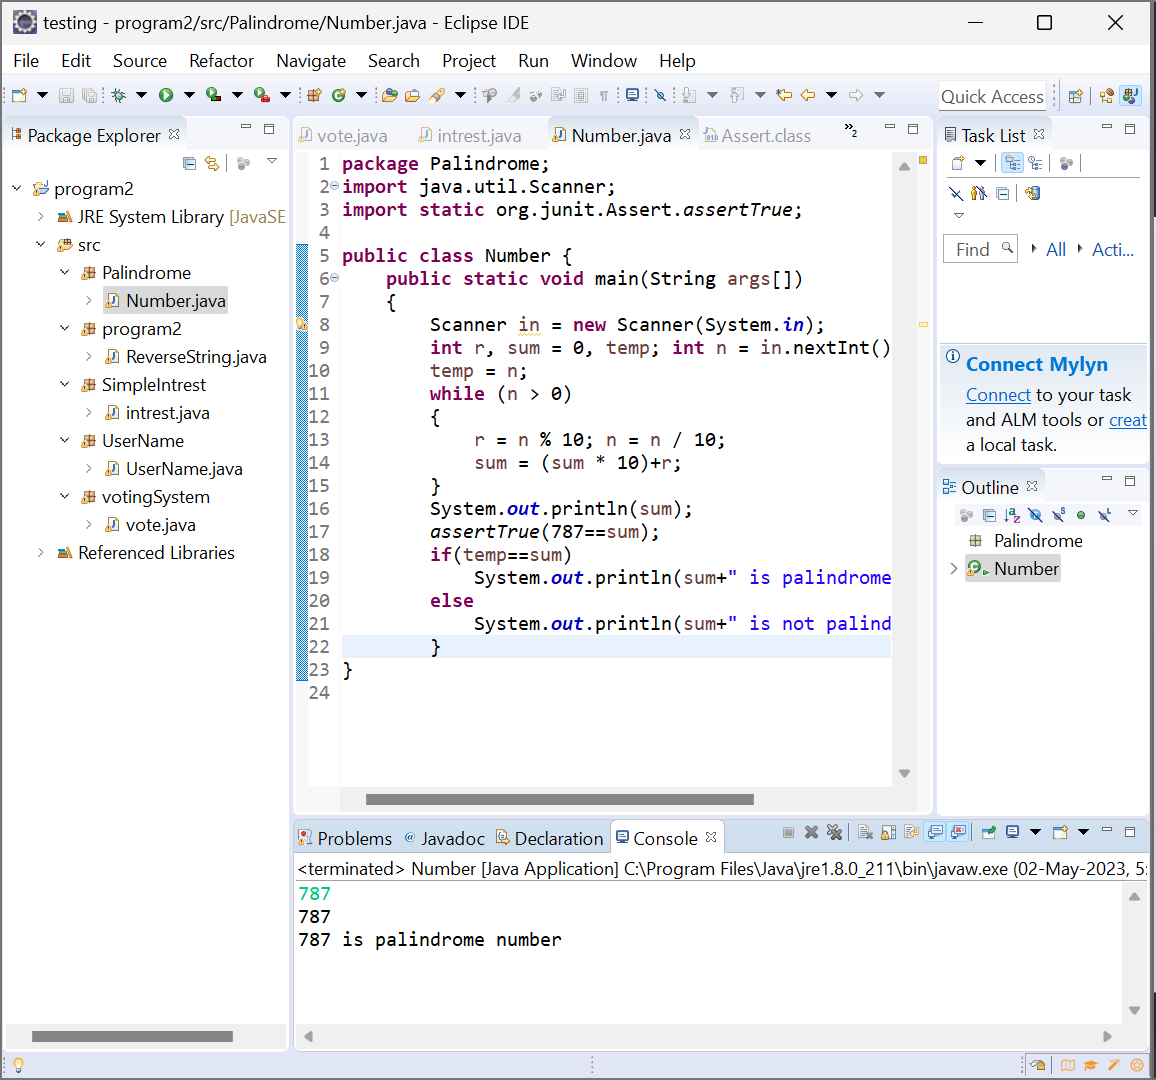 testing - program2/src/Palindrome/Number.java - Eclipse IDE
File Edit Source Refactor Navigate Search Project Run Window Help
Quick Access
Package Explorer
program2
JRE System Library [JavaSE
src
Palindrome
Number.java
program2
ReverseString.java
SimpleIntrest
intrest.java
UserName
UserName.java
votingSystem
vote.java
Referenced Libraries
vote.java intrest.java Number.java Assert.class »2
1 package Palindrome;
2 import java.util.Scanner;
3 import static org.junit.Assert.assertTrue;
4
5 public class Number {
6 public static void main(String args[])
7 {
8 Scanner in = new Scanner(System.in);
9 int r, sum = 0, temp; int n = in.nextInt()
10 temp = n;
11 while (n > 0)
12 {
13 r = n % 10; n = n / 10;
14 sum = (sum * 10)+r;
15 }
16 System.out.println(sum);
17 assertTrue(787==sum);
18 if(temp==sum)
19 System.out.println(sum+" is palindrome
20 else
21 System.out.println(sum+" is not palind
22 }
23 }
24
Task List
Find All Acti...
Connect Mylyn
Connect to your task
and ALM tools or creat
a local task.
Outline
Palindrome
Number
Problems Javadoc Declaration Console
<terminated> Number [Java Application] C:\Program Files\Java\jre1.8.0_211\bin\javaw.exe (02-May-2023, 5:
787
787
787 is palindrome number